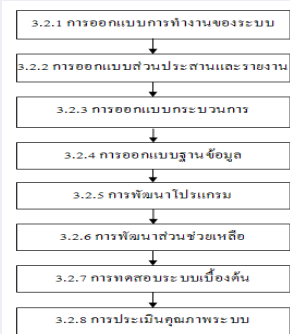 3.2.1 การออกแบบการทำงานของระบบ
3.2.2 การออกแบบส่วนประสานและรายงาน
3.2.3 การออกแบบกระบวนการ
3.2.4 การออกแบบฐานข้อมูล
3.2.5 การพัฒนาโปรแกรม
3.2.6 การพัฒนาส่วนช่วยเหลือ
3.2.7 การทดสอบระบบเบื้องต้น
3.2.8 การประเมินคุณภาพระบบ